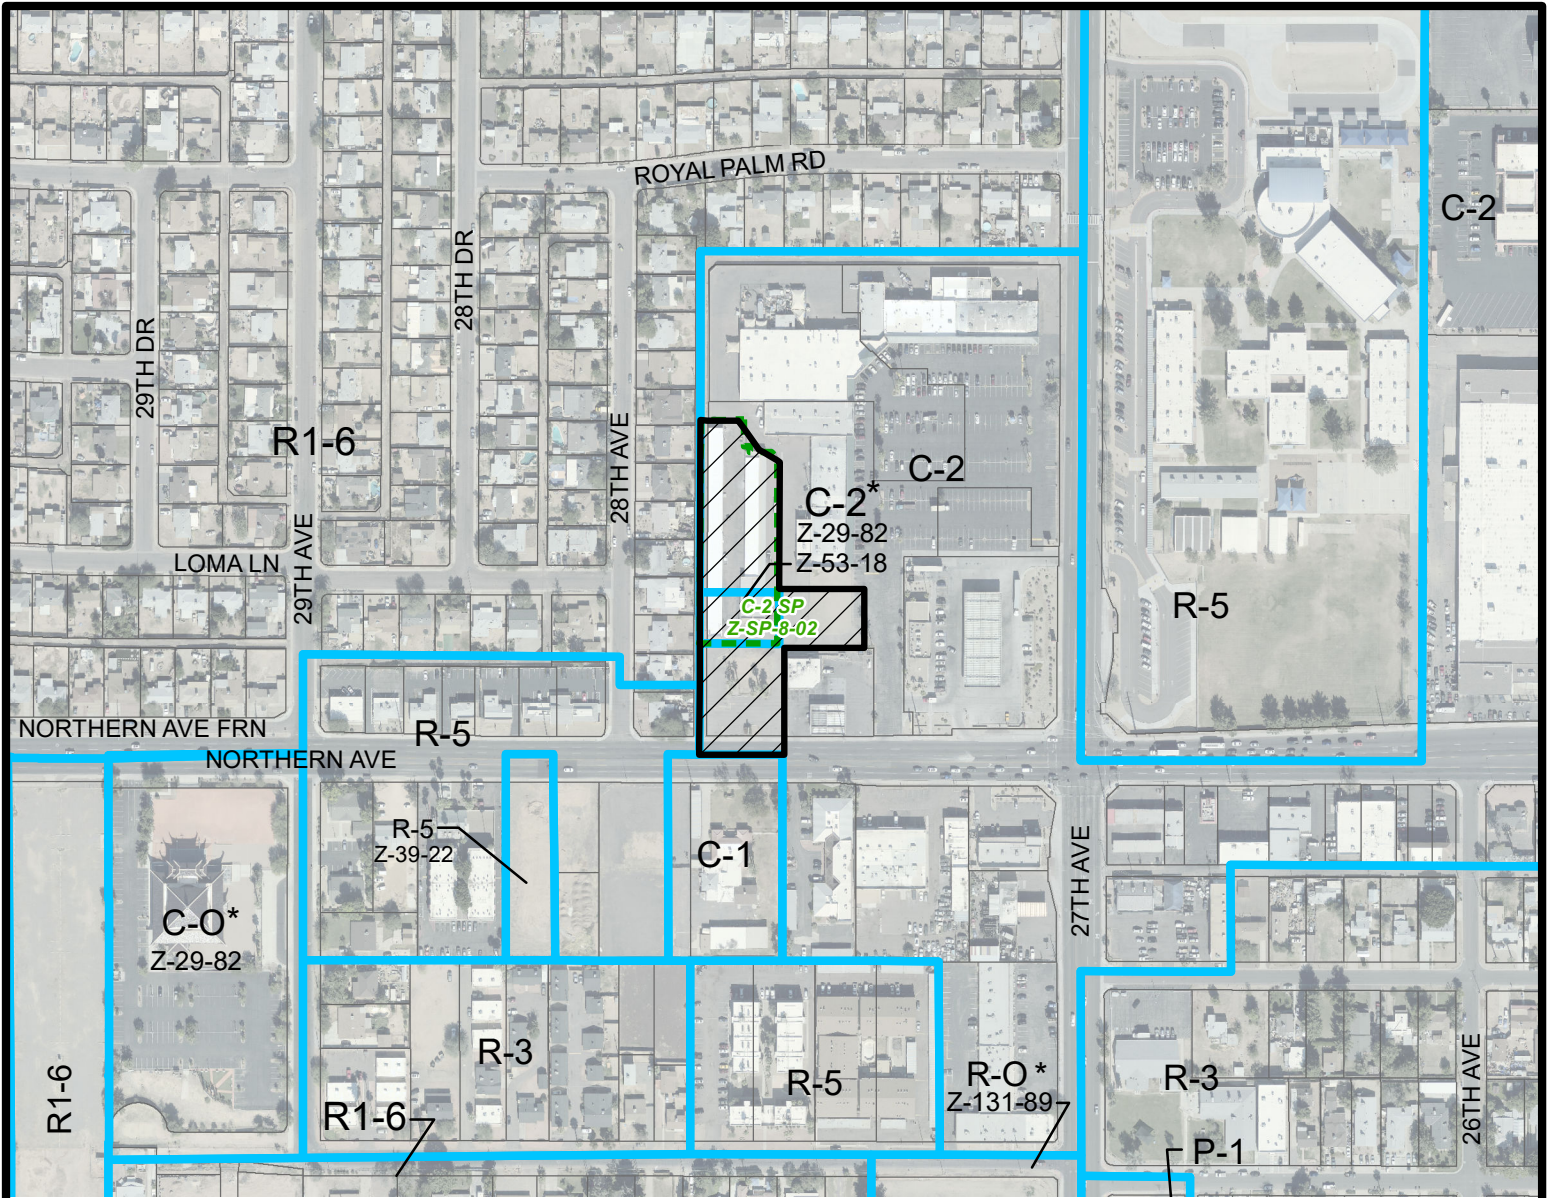 ROYAL PALM RD
C-2
28TH DR
29TH DR
R1-6
28TH AVE
C-2
C-2*
Z-29-82
Z-53-18
LOMA LN
29TH AVE
C-2 SP
Z-SP-8-02
R-5
NORTHERN AVE FRN
R-5
NORTHERN AVE
R-5
Z-39-22
C-1
27TH AVE
C-O*
Z-29-82
R-3
R-5
R-O *
Z-131-89
R-3
26TH AVE
R1-6
R1-6
P-1